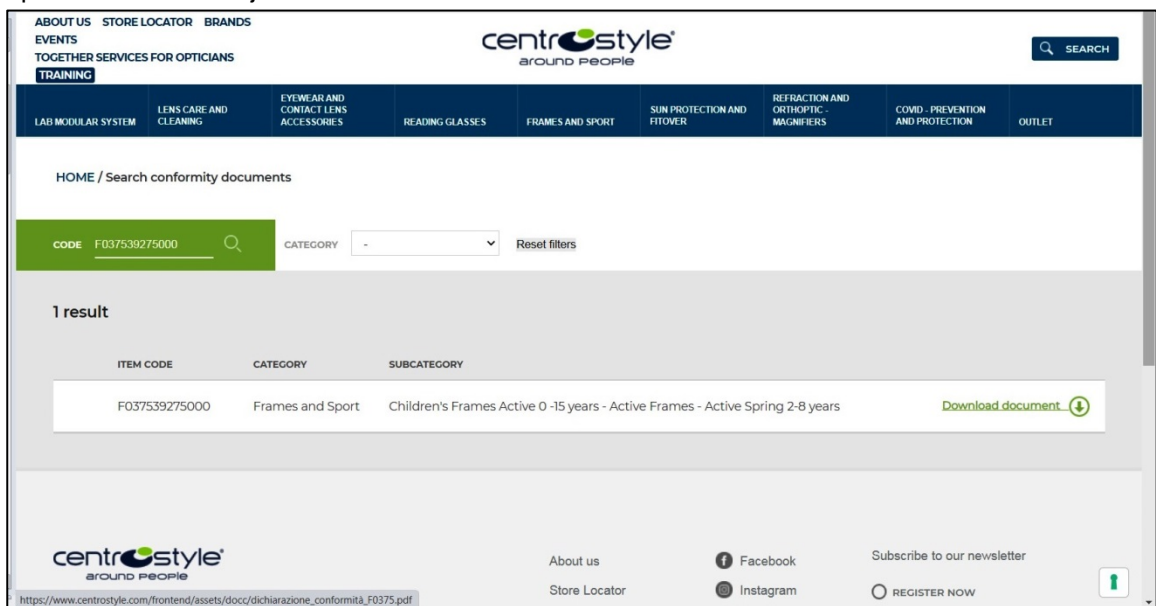 ABOUT US STORE LOCATOR BRANDS
EVENTS
TOGETHER SERVICES FOR OPTICIANS
TRAINING
centrostyle®
around people
SEARCH
LAB MODULAR SYSTEM
LENS CARE AND
CLEANING
EYEWEAR AND
CONTACT LENS
ACCESSORIES
READING GLASSES
FRAMES AND SPORT
SUN PROTECTION AND
FITOVER
REFRACTION AND
ORTHOPTIC -
MAGNIFIERS
COVID - PREVENTION
AND PROTECTION
OUTLET
HOME / Search conformity documents
CODE F037539275000
CATEGORY -
Reset filters
1 result
ITEM CODE CATEGORY SUBCATEGORY
F037539275000 Frames and Sport Children's Frames Active 0 -15 years - Active Frames - Active Spring 2-8 years Download document
centrostyle®
around people
About us
Store Locator
Facebook
Instagram
Subscribe to our newsletter
REGISTER NOW
https://www.centrostyle.com/frontend/assets/docc/dichiarazione_conformità_F0375.pdf